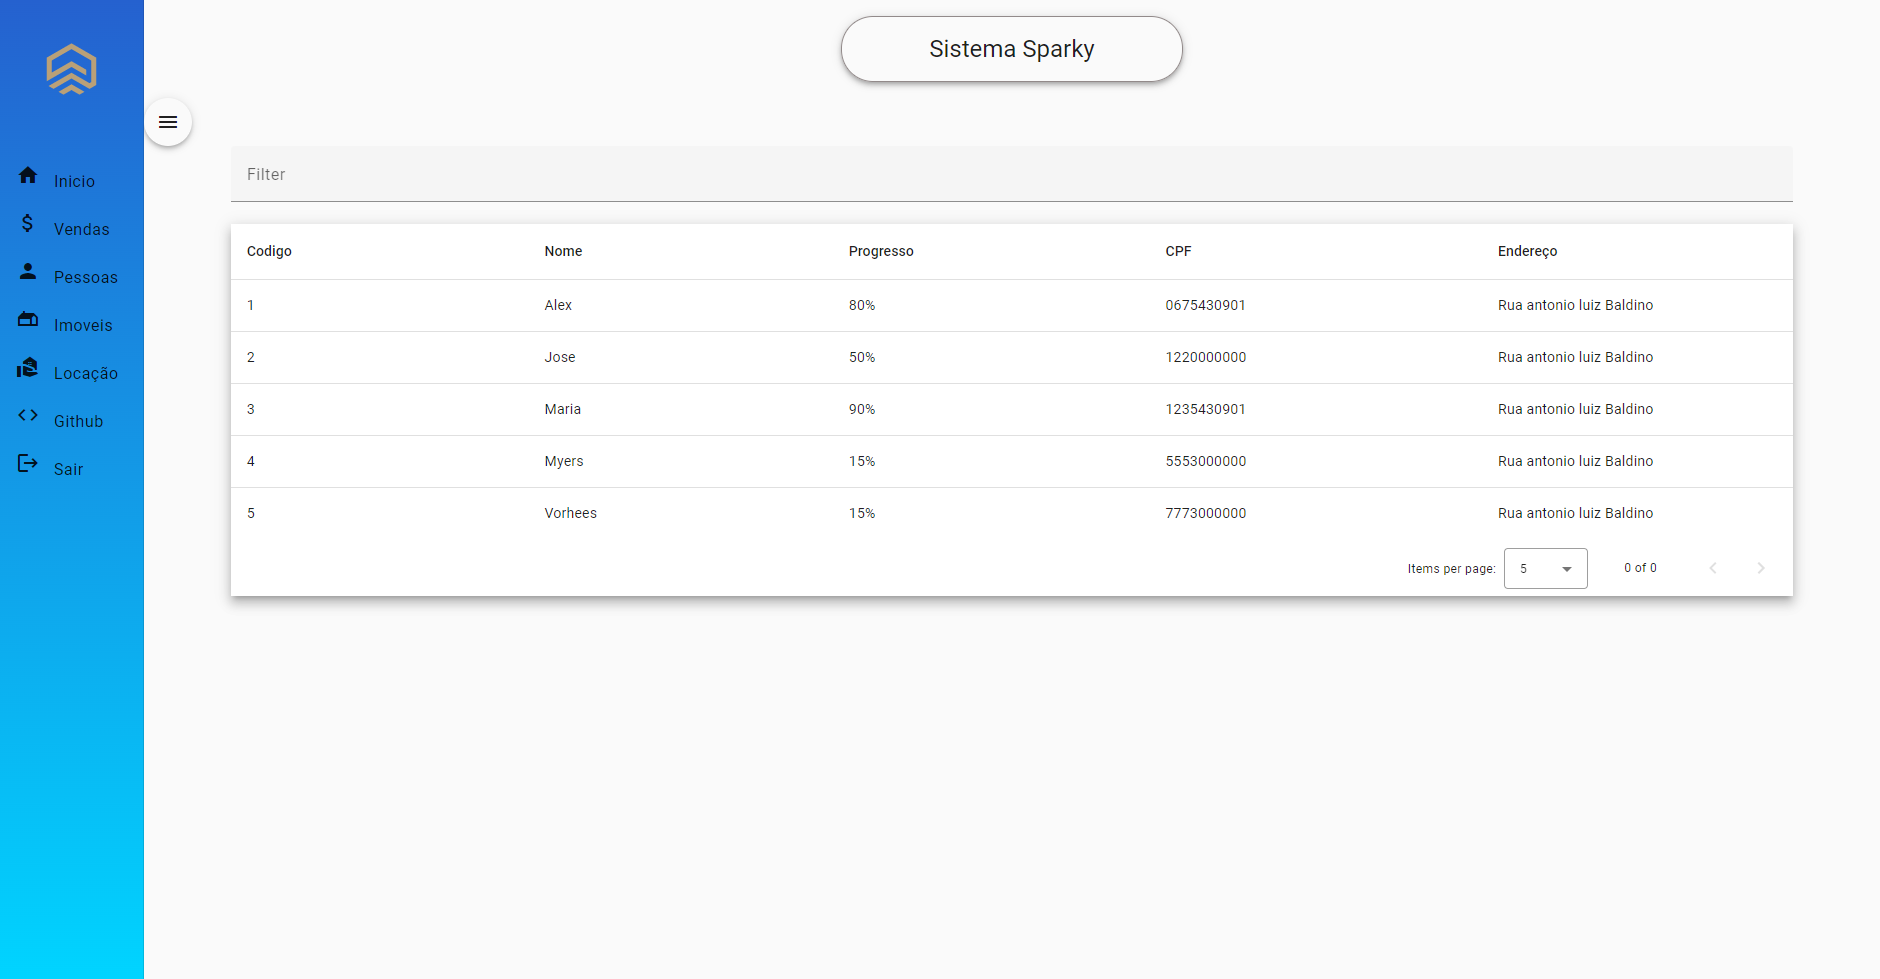 Sistema Sparky
Inicio
Vendas
Pessoas
Imoveis
Locação
Github
Sair
Filter
Codigo Nome Progresso CPF Endereço
1 Alex 80% 0675430901 Rua antonio luiz Baldino
2 Jose 50% 1220000000 Rua antonio luiz Baldino
3 Maria 90% 1235430901 Rua antonio luiz Baldino
4 Myers 15% 5553000000 Rua antonio luiz Baldino
5 Vorhees 15% 7773000000 Rua antonio luiz Baldino
Items per page: 5 0 of 0